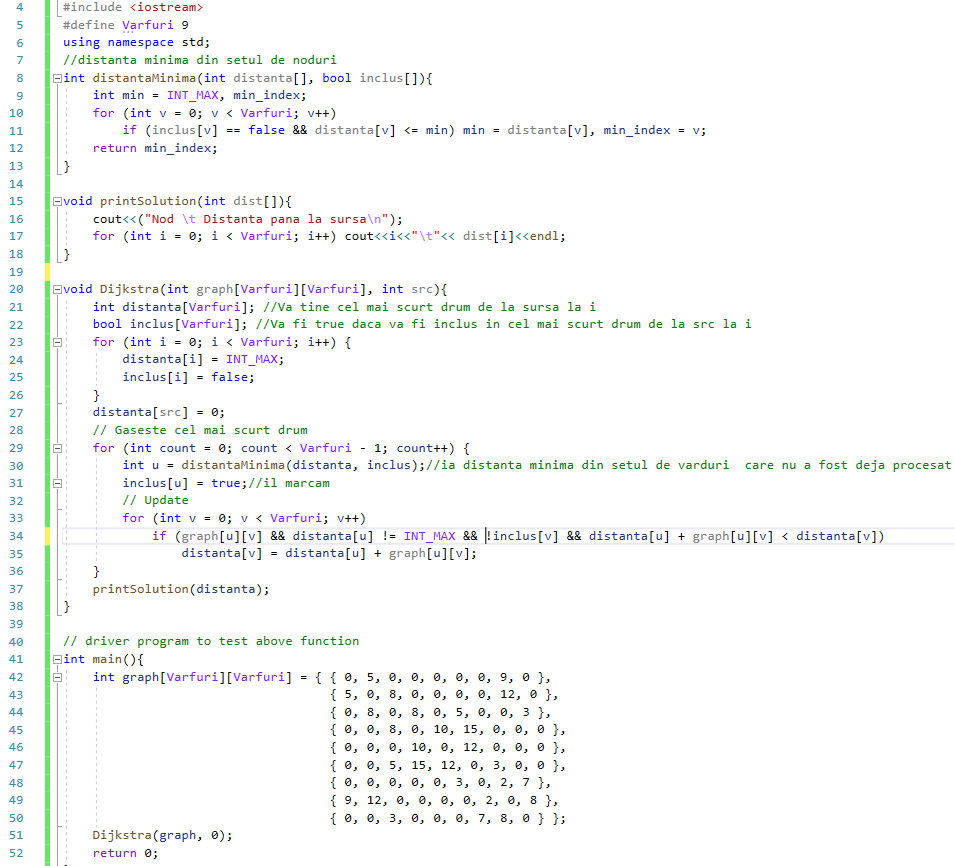 4 #include <iostream>
5 #define Varfuri 9
6 using namespace std;
7 //distanta minima din setul de noduri
8 int distantaMinima(int distanta[], bool inclus[]){
9 int min = INT_MAX, min_index;
10 for (int v = 0; v < Varfuri; v++)
11 if (inclus[v] == false && distanta[v] <= min) min = distanta[v], min_index = v;
12 return min_index;
13 }
14
15 void printSolution(int dist[]){
16 cout<<("Nod \t Distanta pana la sursa\n");
17 for (int i = 0; i < Varfuri; i++) cout<<i<<"\t"<< dist[i]<<endl;
18 }
19
20 void Dijkstra(int graph[Varfuri][Varfuri], int src){
21 int distanta[Varfuri]; //Va tine cel mai scurt drum de la sursa la i
22 bool inclus[Varfuri]; //Va fi true daca va fi inclus in cel mai scurt drum de la src la i
23 for (int i = 0; i < Varfuri; i++) {
24 distanta[i] = INT_MAX;
25 inclus[i] = false;
26 }
27 distanta[src] = 0;
28 // Gaseste cel mai scurt drum
29 for (int count = 0; count < Varfuri - 1; count++) {
30 int u = distantaMinima(distanta, inclus);//ia distanta minima din setul de varduri  care nu a fost deja procesat
31 inclus[u] = true;//il marcam
32 // Update
33 for (int v = 0; v < Varfuri; v++)
34 if (graph[u][v] && distanta[u] != INT_MAX && !inclus[v] && distanta[u] + graph[u][v] < distanta[v])
35 distanta[v] = distanta[u] + graph[u][v];
36 }
37 printSolution(distanta);
38 }
39
40 // driver program to test above function
41 int main(){
42 int graph[Varfuri][Varfuri] = { { 0, 5, 0, 0, 0, 0, 0, 9, 0 },
43 { 5, 0, 8, 0, 0, 0, 0, 12, 0 },
44 { 0, 8, 0, 8, 0, 5, 0, 0, 3 },
45 { 0, 0, 8, 0, 10, 15, 0, 0, 0 },
46 { 0, 0, 0, 10, 0, 12, 0, 0, 0 },
47 { 0, 0, 5, 15, 12, 0, 3, 0, 0 },
48 { 0, 0, 0, 0, 0, 3, 0, 2, 7 },
49 { 9, 12, 0, 0, 0, 0, 2, 0, 8 },
50 { 0, 0, 3, 0, 0, 0, 7, 8, 0 } };
51 Dijkstra(graph, 0);
52 return 0;